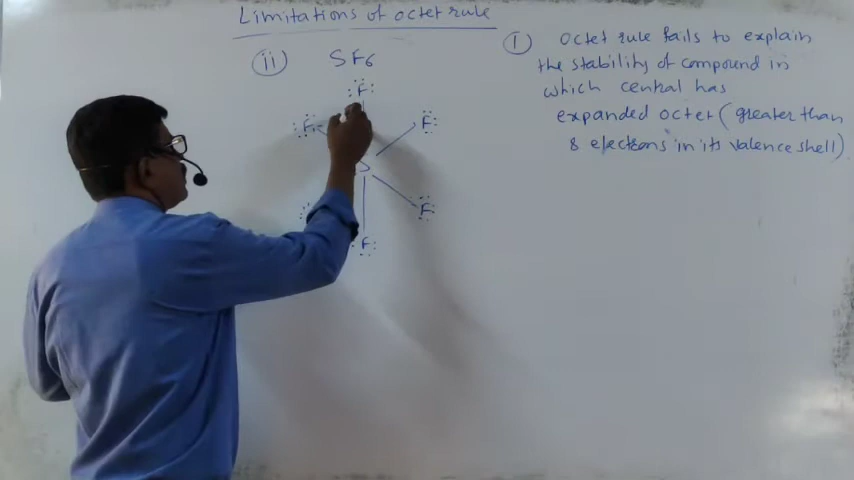 Limitations of octet rule
(ii) SF6
F
F
F
S
F
F
(1) Octet rule fails to explain
the stability of compound in
which central has
expanded octet (greater than
8 electrons in its valence shell)